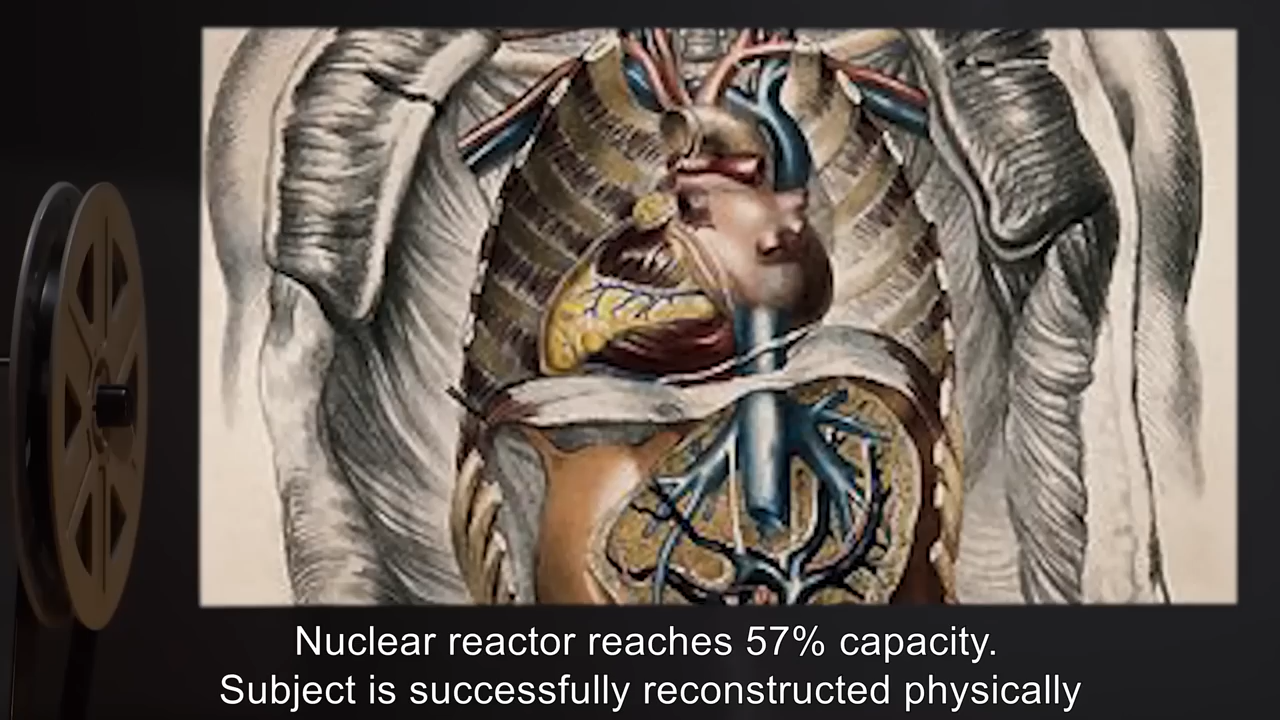 Nuclear reactor reaches 57% capacity.
Subject is successfully reconstructed physically